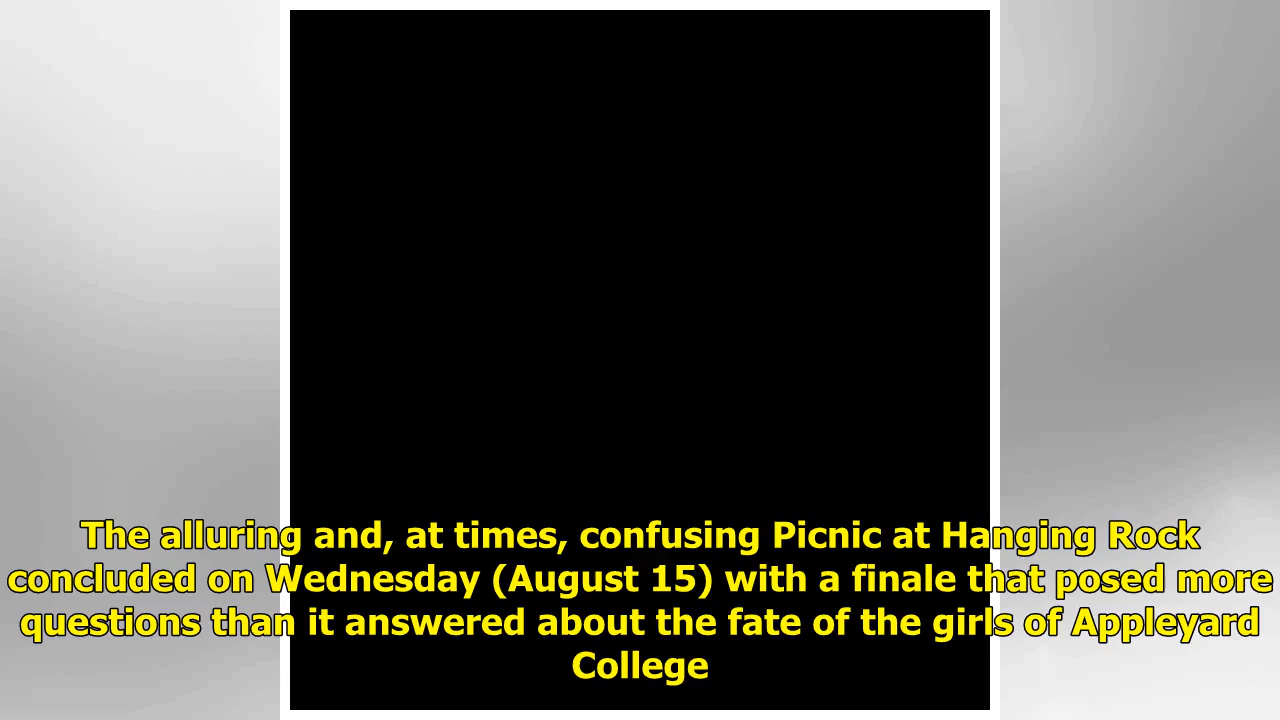 The alluring and, at times, confusing Picnic at Hanging Rock
concluded on Wednesday (August 15) with a finale that posed more
questions than it answered about the fate of the girls of Appleyard
College